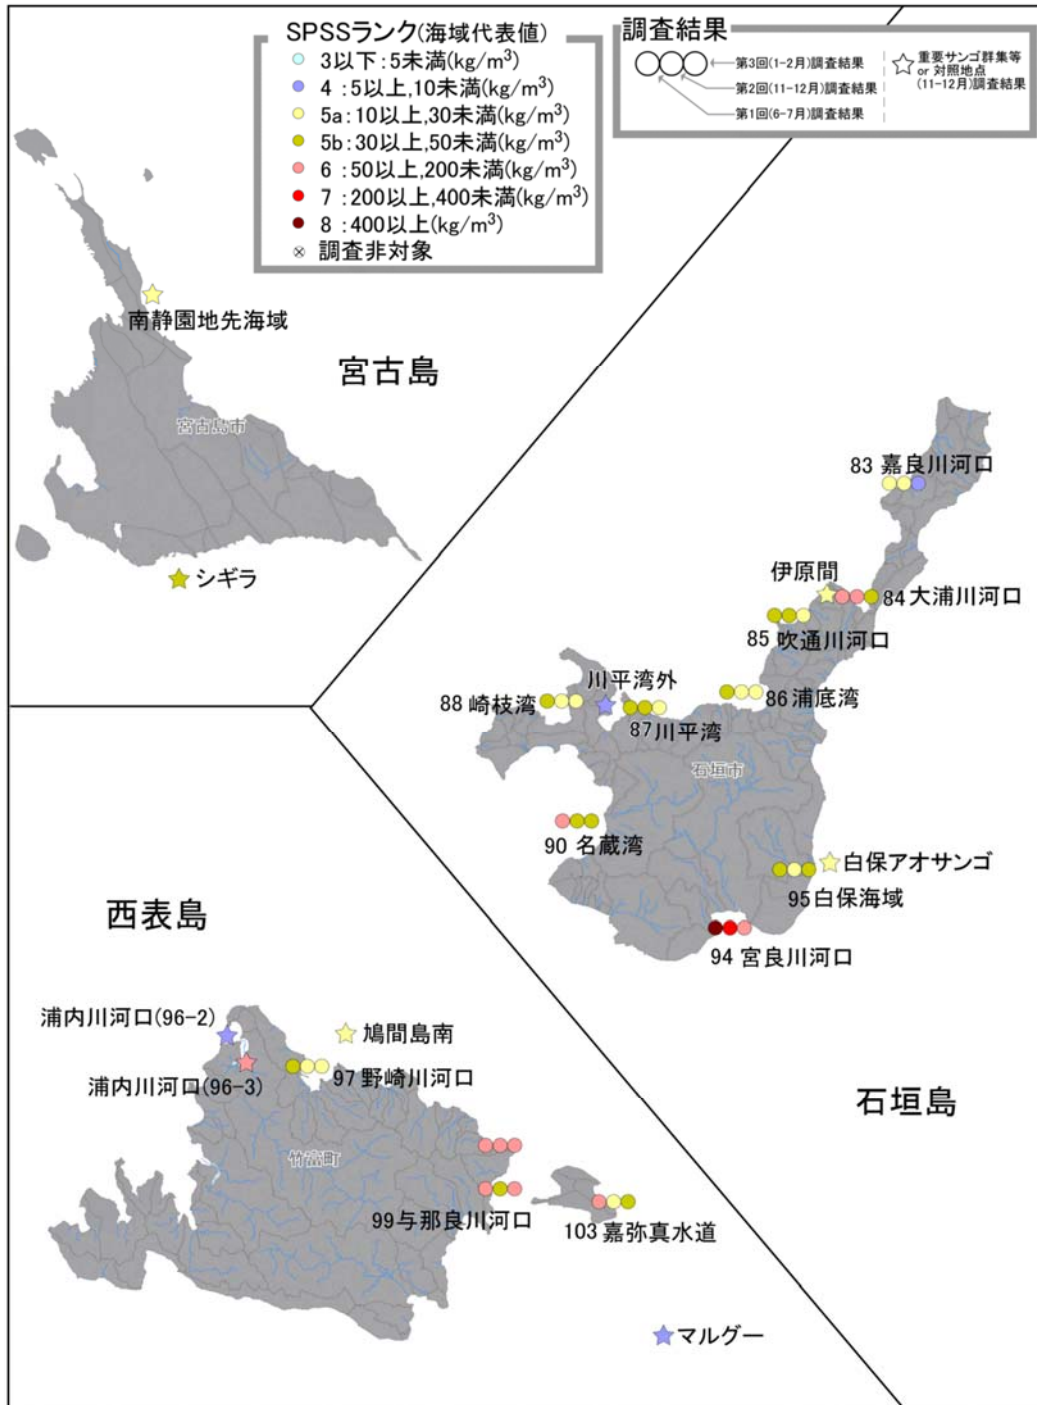 SPSSランク(海域代表値)
3以下:5未満(kg/m³)
4 :5以上,10未満(kg/m³)
5a:10以上,30未満(kg/m³)
5b:30以上,50未満(kg/m³)
6 :50以上,200未満(kg/m³)
7 :200以上,400未満(kg/m³)
8 :400以上(kg/m³)
調査非対象
調査結果
第3回(1-2月)調査結果
第2回(11-12月)調査結果
第1回(6-7月)調査結果
重要サンゴ群集等
or 対照地点
(11-12月)調査結果
南静園地先海域
宮古島
宮古島市
シギラ
83 嘉良川河口
伊原間
84大浦川河口
85 吹通川河口
川平湾外
88 崎枝湾
86浦底湾
87川平湾
石垣市
90 名蔵湾
白保アオサンゴ
95白保海域
94 宮良川河口
石垣島
西表島
浦内川河口(96-2)
鳩間島南
浦内川河口(96-3)
97 野崎川河口
竹富町
99与那良川河口
103 嘉弥真水道
マルグー